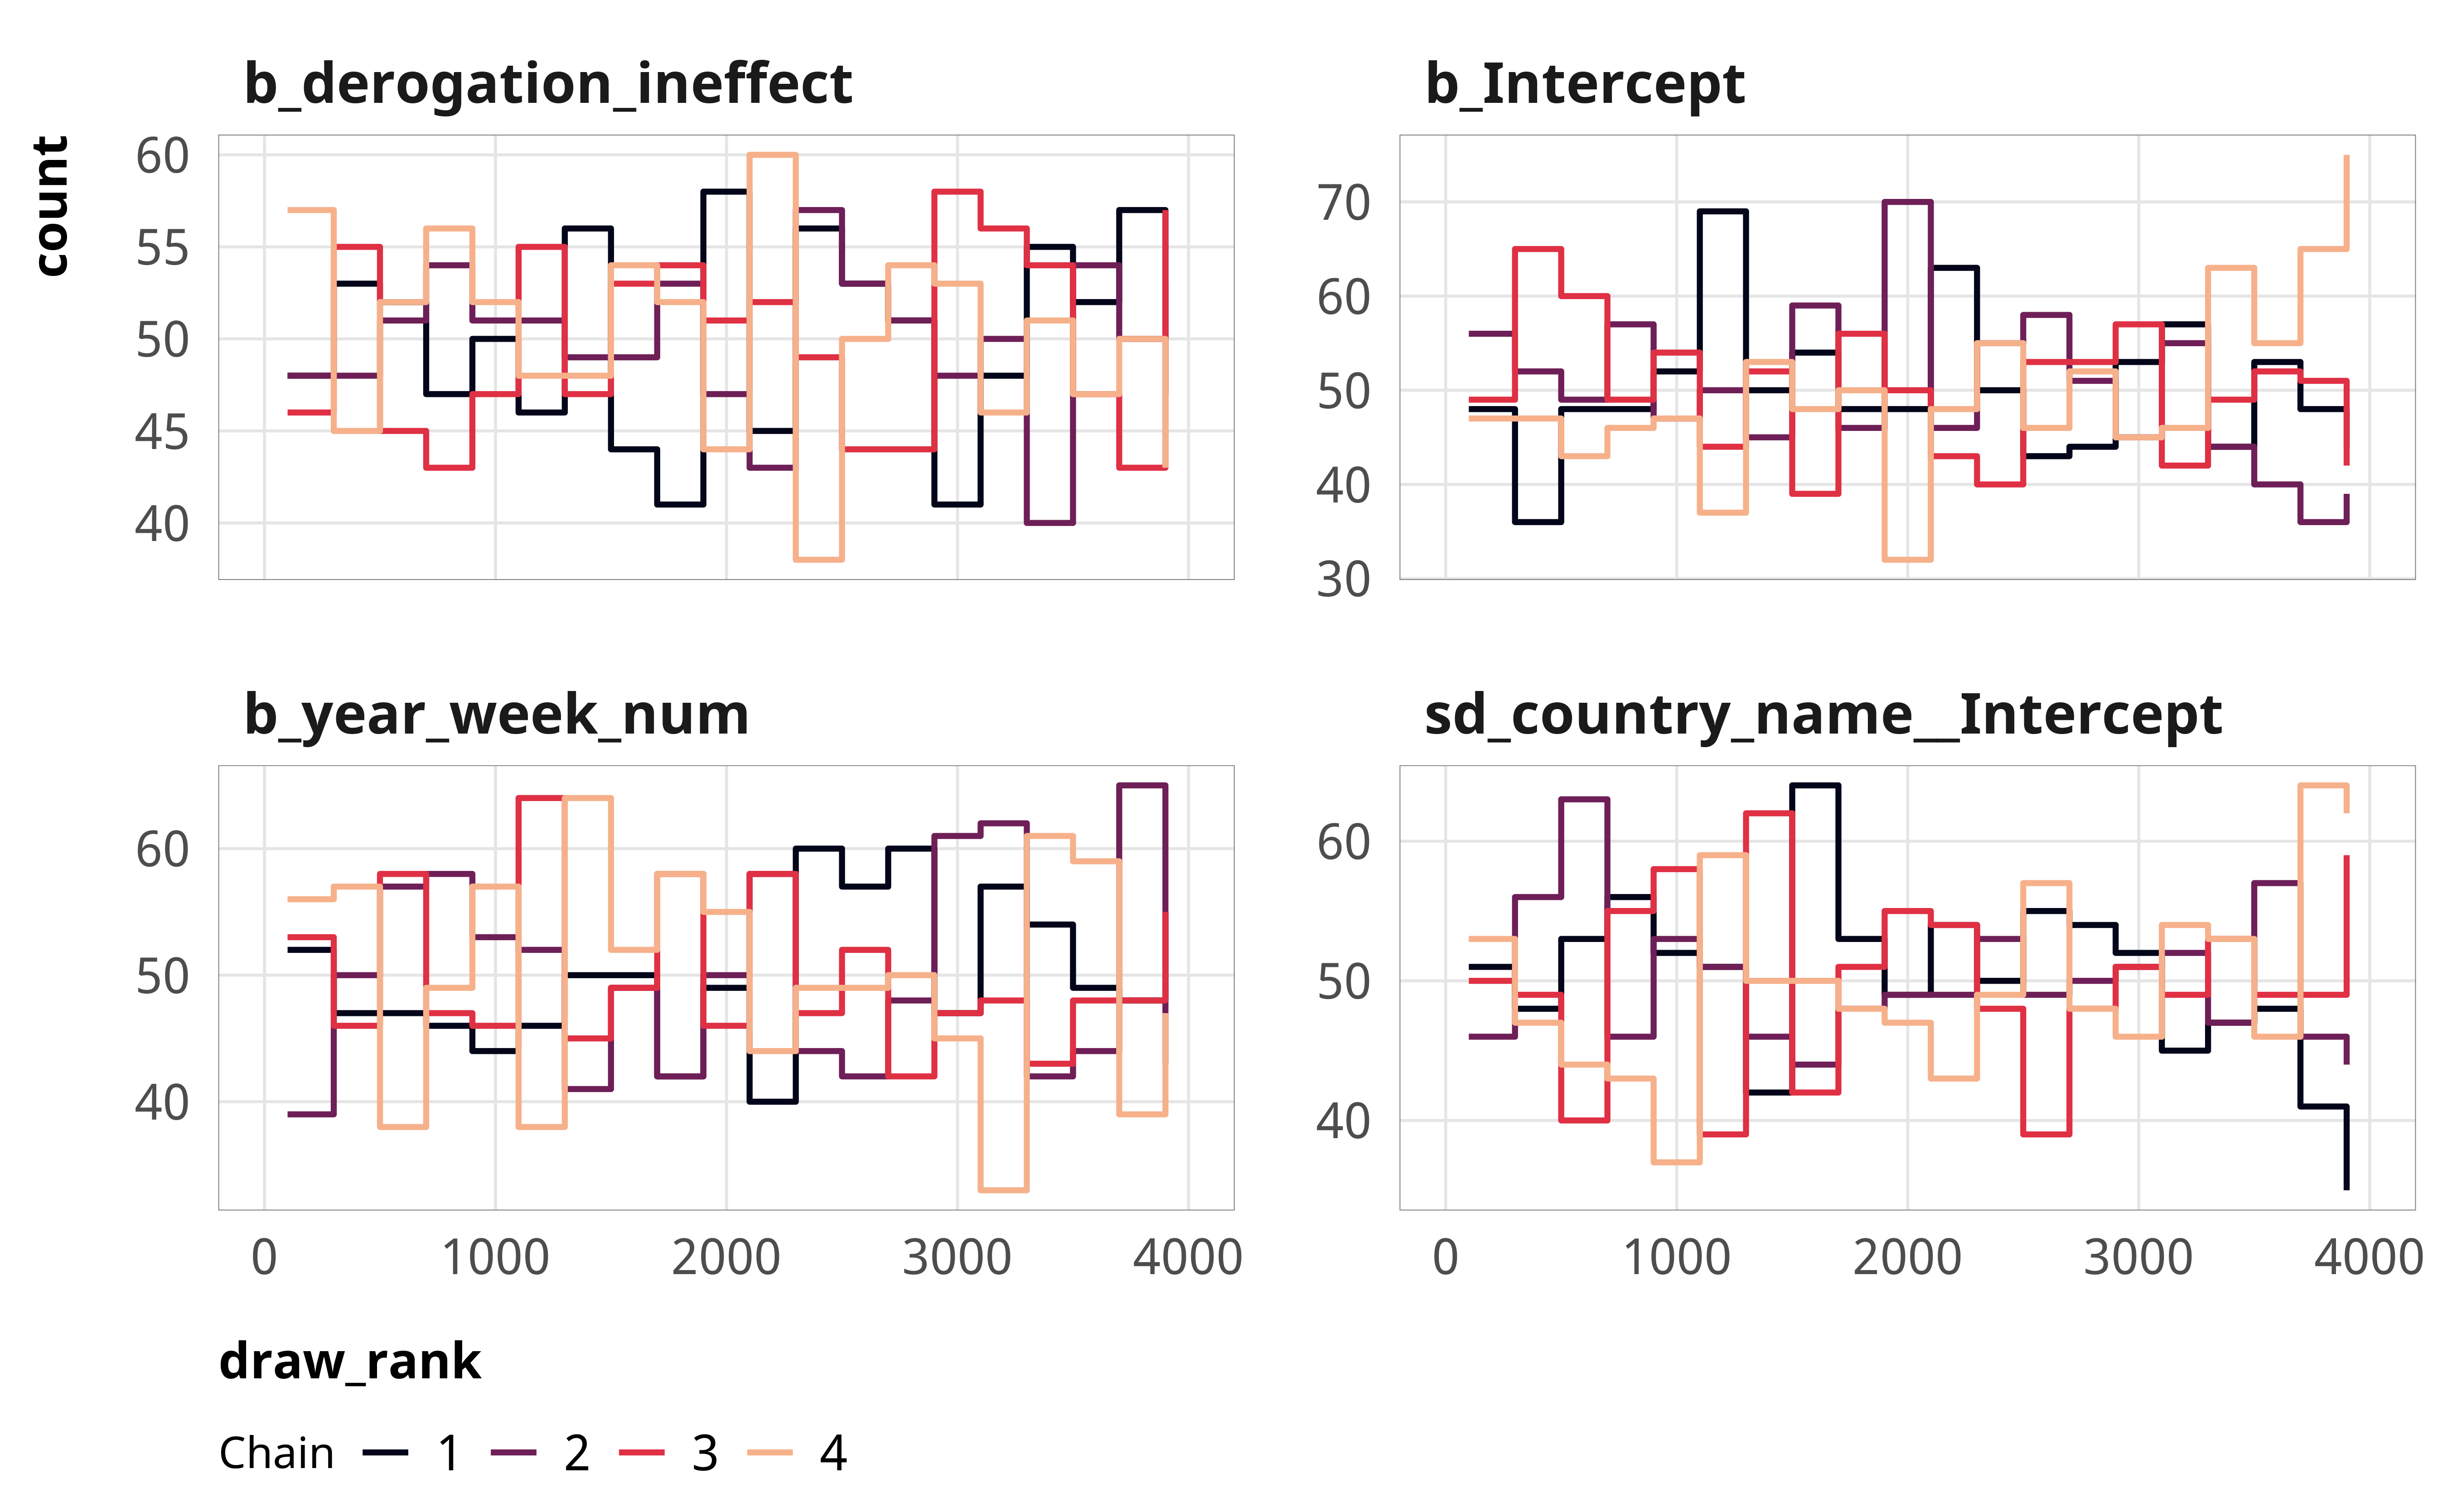 b_derogation_ineffect
b_Intercept
count
60
55
50
45
40
70
60
50
40
30
b_year_week_num
sd_country_name__Intercept
60
50
40
60
50
40
0 1000 2000 3000 4000
0 1000 2000 3000 4000
draw_rank
Chain 1 2 3 4